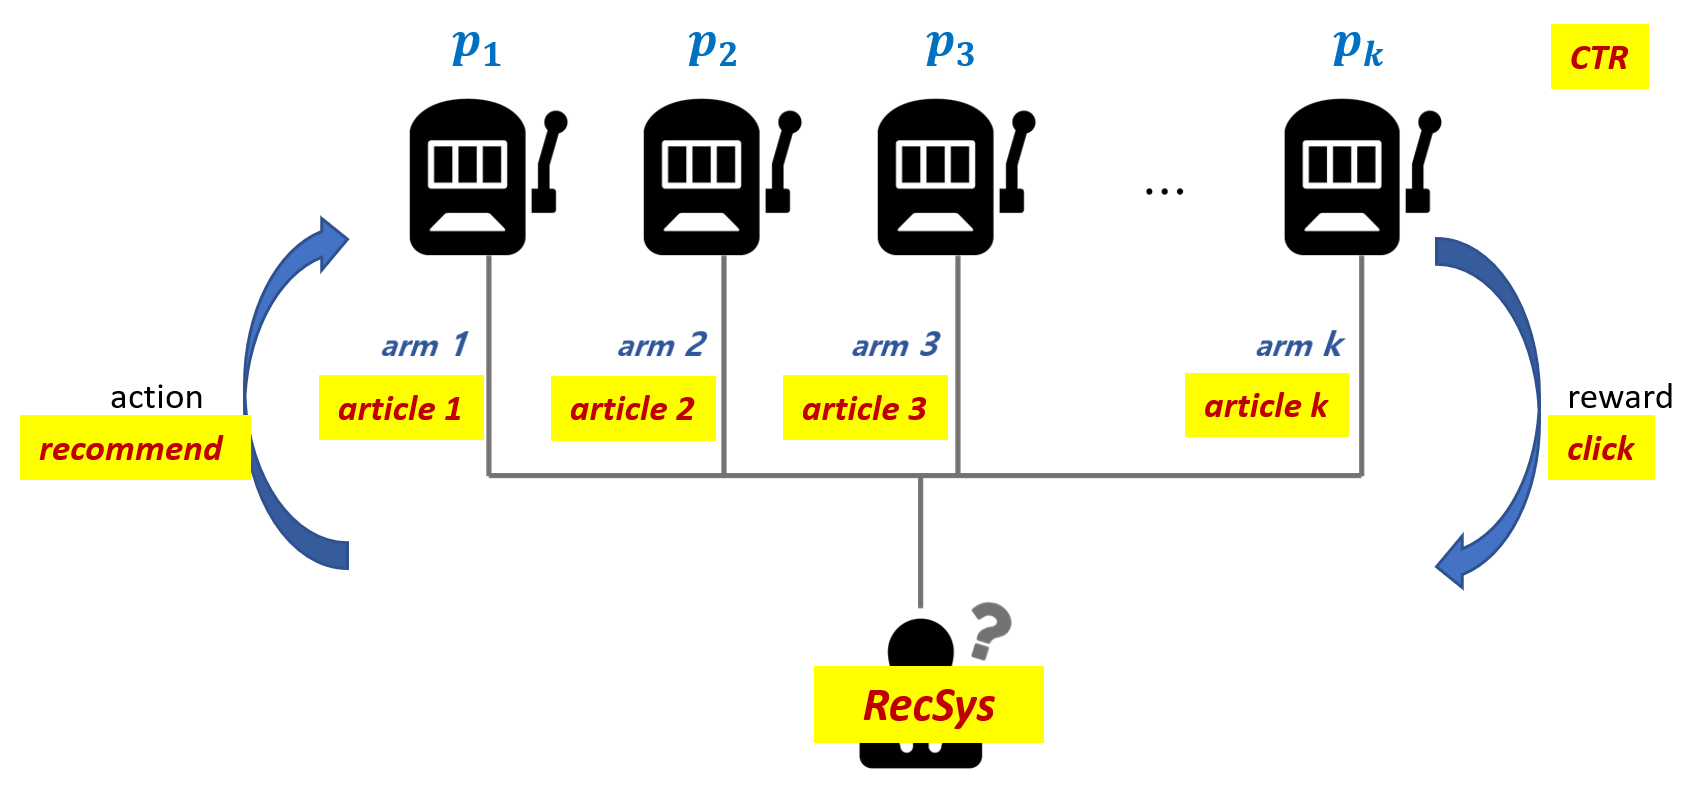 p1 p2 p3 pk CTR
...
arm 1 arm 2 arm 3 arm k
article 1 article 2 article 3 article k
action
recommend
reward
click
?
RecSys